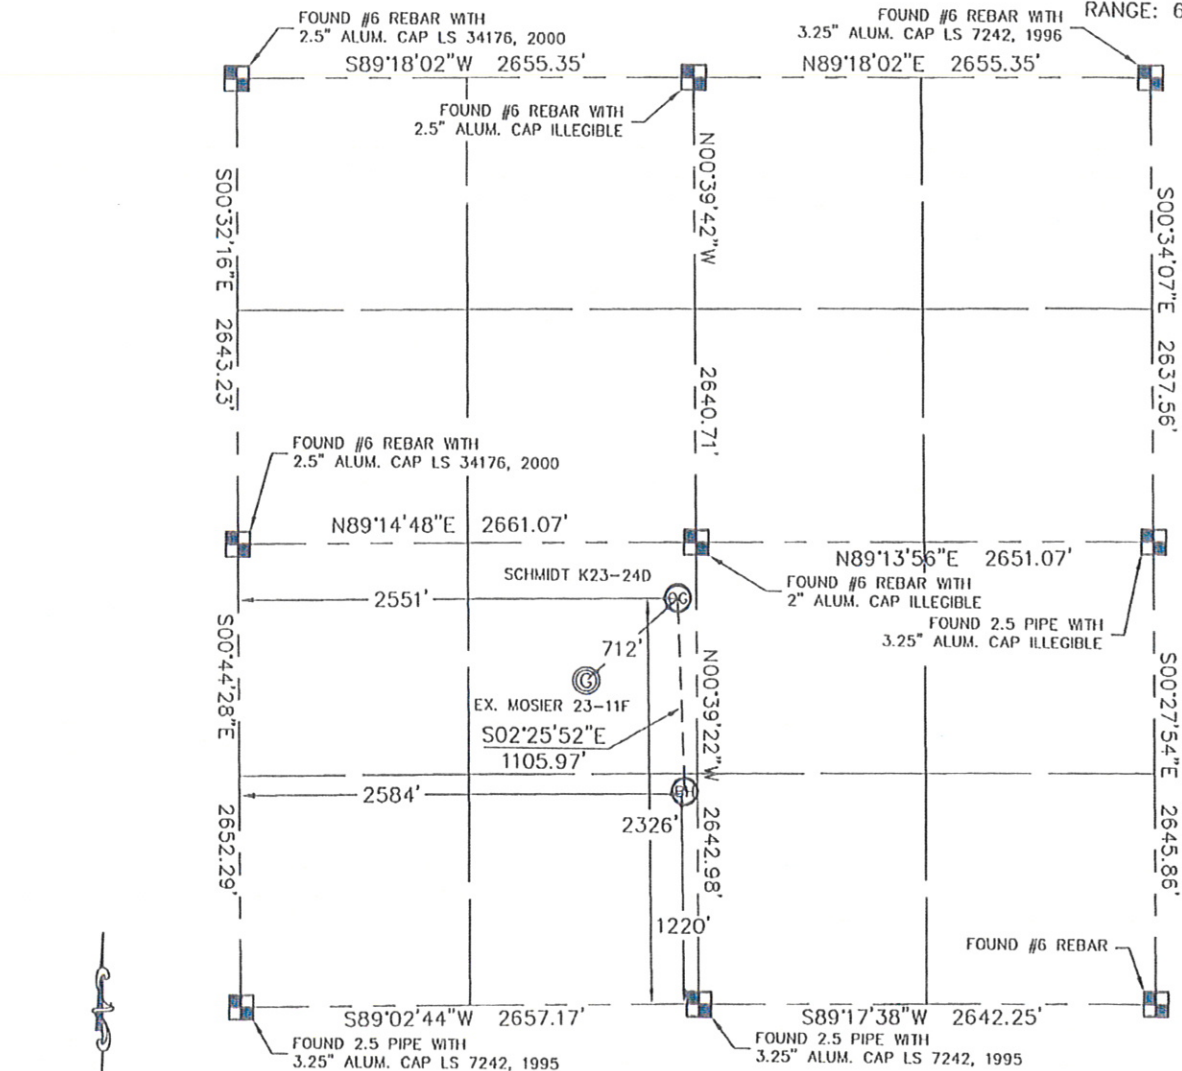 FOUND #6 REBAR WITH
2.5" ALUM. CAP LS 34176, 2000
FOUND #6 REBAR WITH
3.25" ALUM. CAP LS 7242, 1996
RANGE: 6
S89°18'02"W 2655.35'
N89°18'02"E 2655.35'
FOUND #6 REBAR WITH
2.5" ALUM. CAP ILLEGIBLE
S00°32'16"E 2643.23'
N00°39'42"W 2640.71'
S00°34'07"E 2637.56'
FOUND #6 REBAR WITH
2.5" ALUM. CAP LS 34176, 2000
N89°14'48"E 2661.07'
N89°13'56"E 2651.07'
SCHMIDT K23-24D
FOUND #6 REBAR WITH
2" ALUM. CAP ILLEGIBLE
FOUND 2.5 PIPE WITH
3.25" ALUM. CAP ILLEGIBLE
2551'
OG
712'
G
EX. MOSIER 23-11F
S02°25'52"E
1105.97'
S00°44'28"E 2652.29'
N00°39'22"W 2642.98'
S00°27'54"E 2645.86'
2584'
BH
2326'
1220'
FOUND #6 REBAR
S89°02'44"W 2657.17'
S89°17'38"W 2642.25'
FOUND 2.5 PIPE WITH
3.25" ALUM. CAP LS 7242, 1995
FOUND 2.5 PIPE WITH
3.25" ALUM. CAP LS 7242, 1995